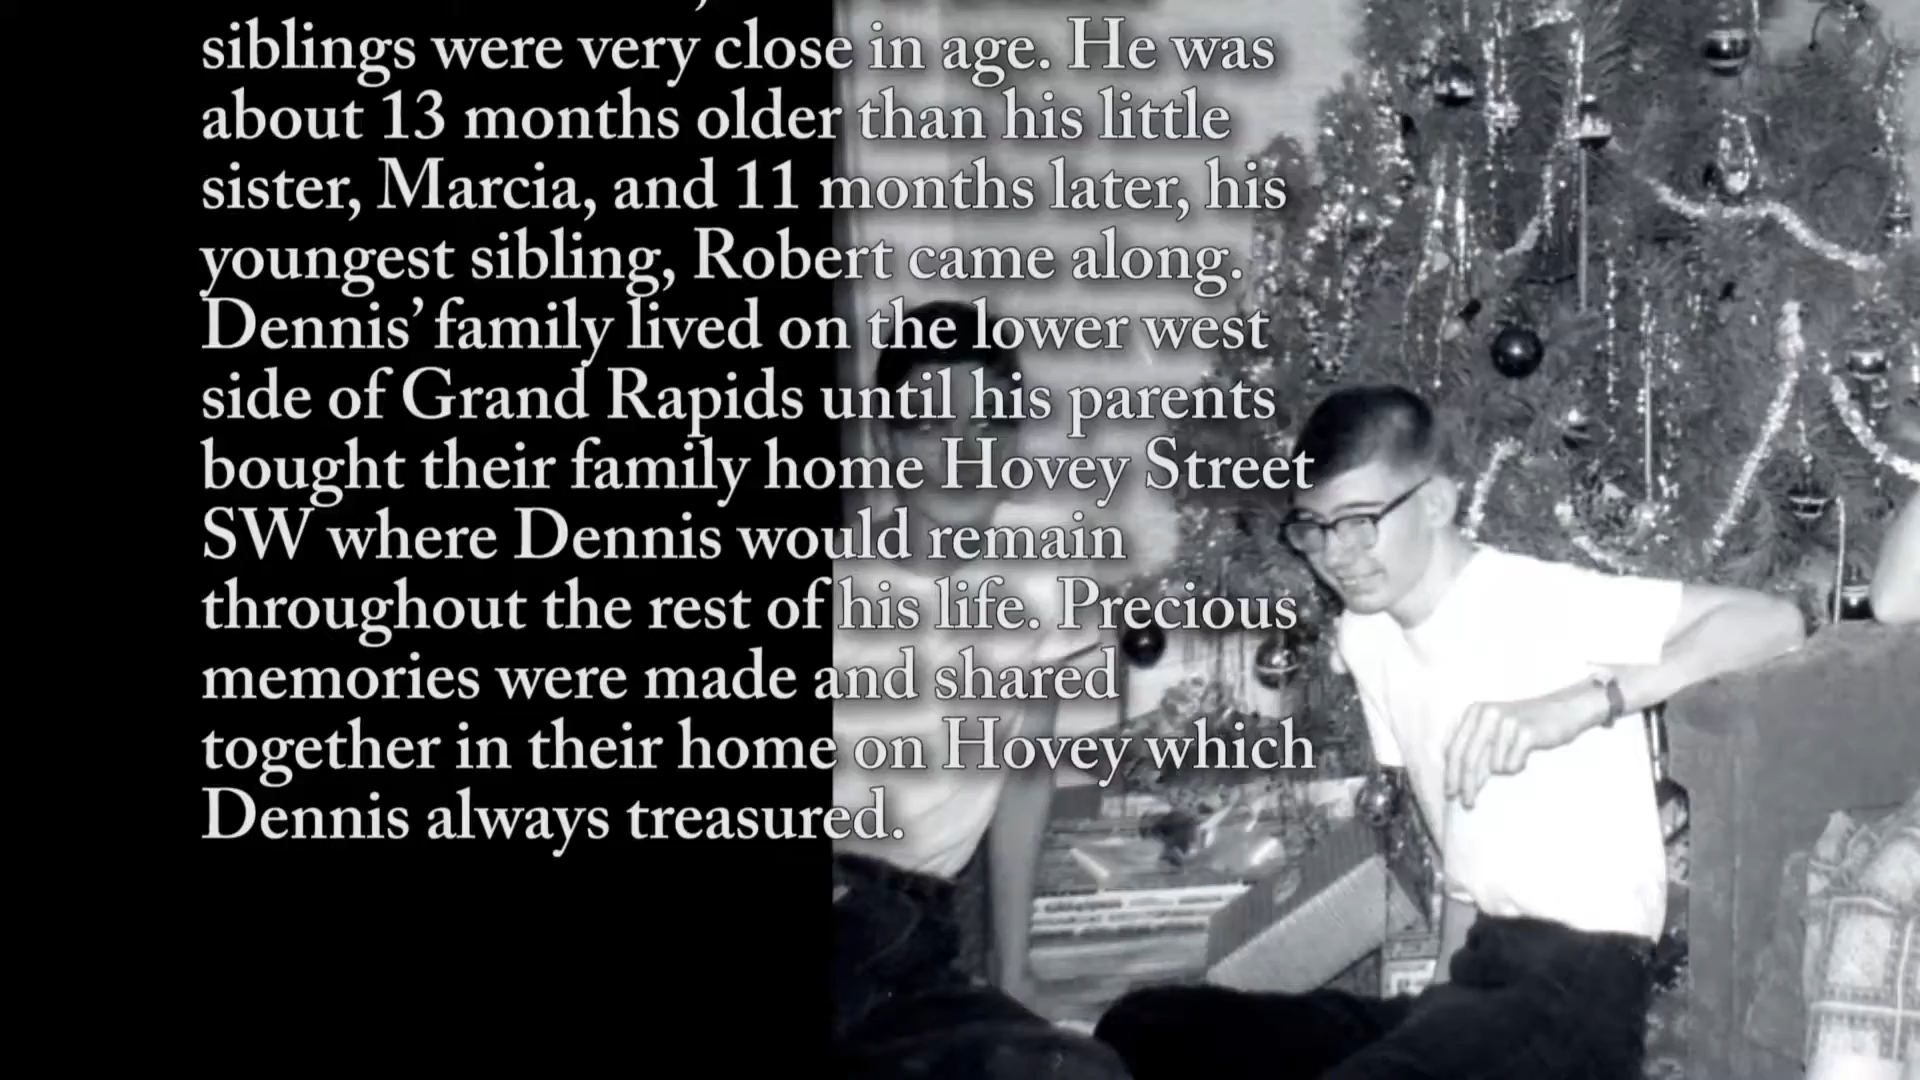 siblings were very close in age. He was
about 13 months older than his little
sister, Marcia, and 11 months later, his
youngest sibling, Robert came along.
Dennis’ family lived on the lower west
side of Grand Rapids until his parents
bought their family home Hovey Street
SW where Dennis would remain
throughout the rest of his life. Precious
memories were made and shared
together in their home on Hovey which
Dennis always treasured.